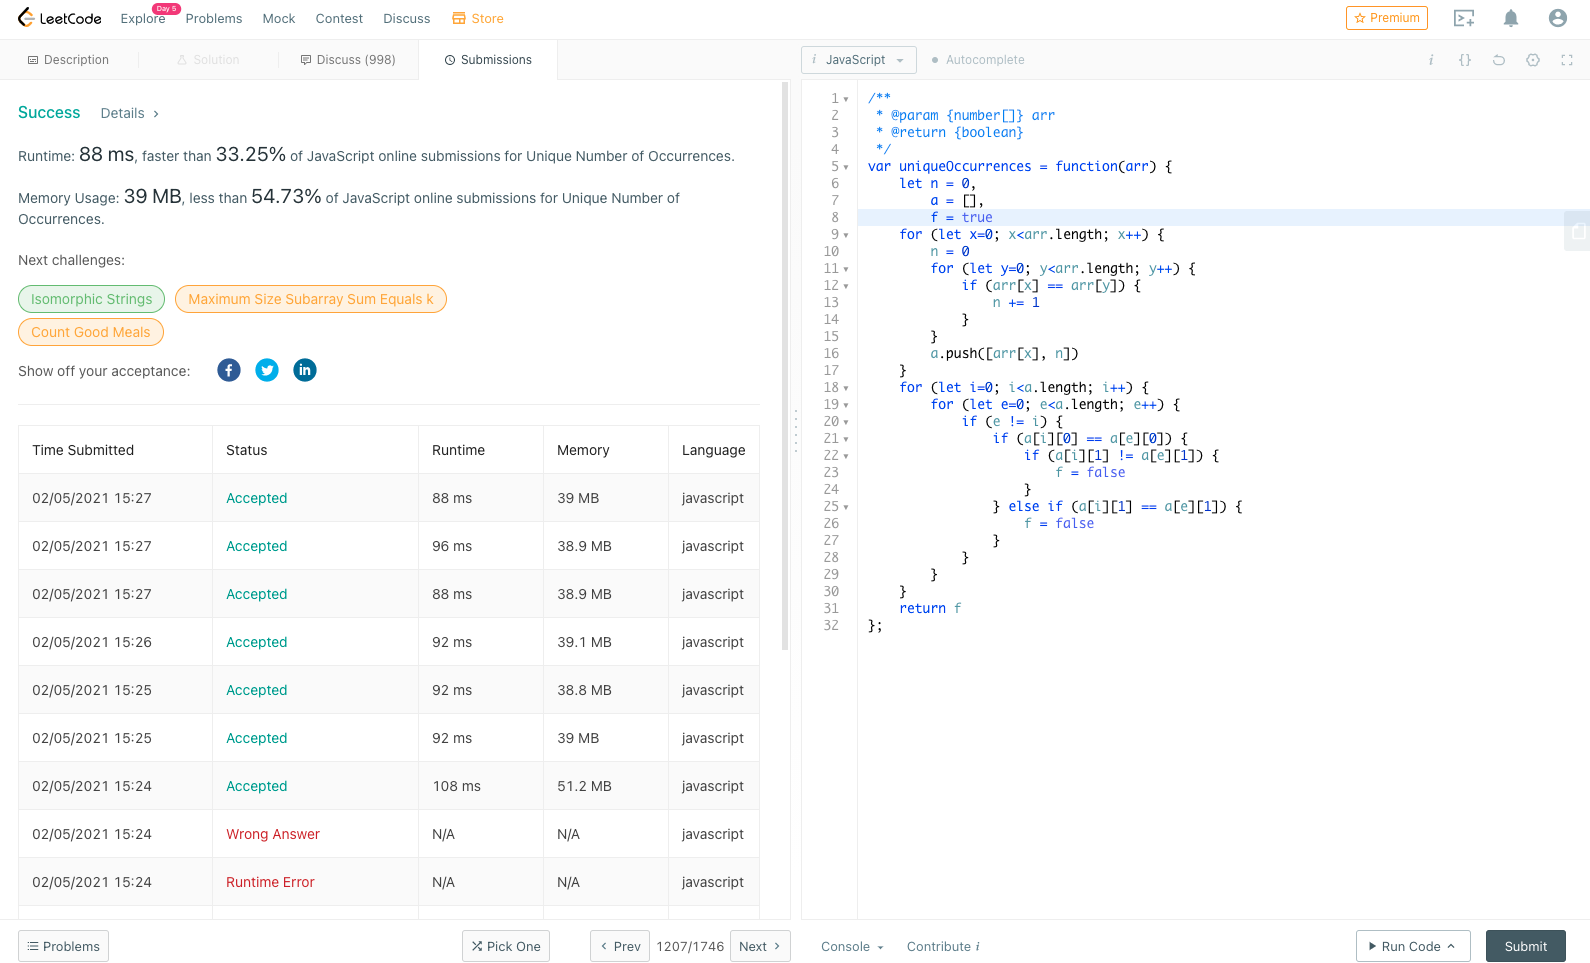 LeetCode
Explore
Day 5
Problems
Mock
Contest
Discuss
Store
Premium
Description
Solution
Discuss (998)
Submissions
i JavaScript
Autocomplete
i
{}
Success
Details >
Runtime: 88 ms, faster than 33.25% of JavaScript online submissions for Unique Number of Occurrences.
Memory Usage: 39 MB, less than 54.73% of JavaScript online submissions for Unique Number of
Occurrences.
Next challenges:
Isomorphic Strings
Maximum Size Subarray Sum Equals k
Count Good Meals
Show off your acceptance:
f
in
Time Submitted Status Runtime Memory Language
02/05/2021 15:27 Accepted 88 ms 39 MB javascript
02/05/2021 15:27 Accepted 96 ms 38.9 MB javascript
02/05/2021 15:27 Accepted 88 ms 38.9 MB javascript
02/05/2021 15:26 Accepted 92 ms 39.1 MB javascript
02/05/2021 15:25 Accepted 92 ms 38.8 MB javascript
02/05/2021 15:25 Accepted 92 ms 39 MB javascript
02/05/2021 15:24 Accepted 108 ms 51.2 MB javascript
02/05/2021 15:24 Wrong Answer N/A N/A javascript
02/05/2021 15:24 Runtime Error N/A N/A javascript
1 /**
2  * @param {number[]} arr
3  * @return {boolean}
4  */
5 var uniqueOccurrences = function(arr) {
6     let n = 0,
7         a = [],
8         f = true
9     for (let x=0; x<arr.length; x++) {
10         n = 0
11         for (let y=0; y<arr.length; y++) {
12             if (arr[x] == arr[y]) {
13                 n += 1
14             }
15         }
16         a.push([arr[x], n])
17     }
18     for (let i=0; i<a.length; i++) {
19         for (let e=0; e<a.length; e++) {
20             if (e != i) {
21                 if (a[i][0] == a[e][0]) {
22                     if (a[i][1] != a[e][1]) {
23                         f = false
24                     }
25                 } else if (a[i][1] == a[e][1]) {
26                     f = false
27                 }
28             }
29         }
30     }
31     return f
32 };
Problems
Pick One
< Prev
1207/1746
Next >
Console
Contribute i
Run Code
Submit